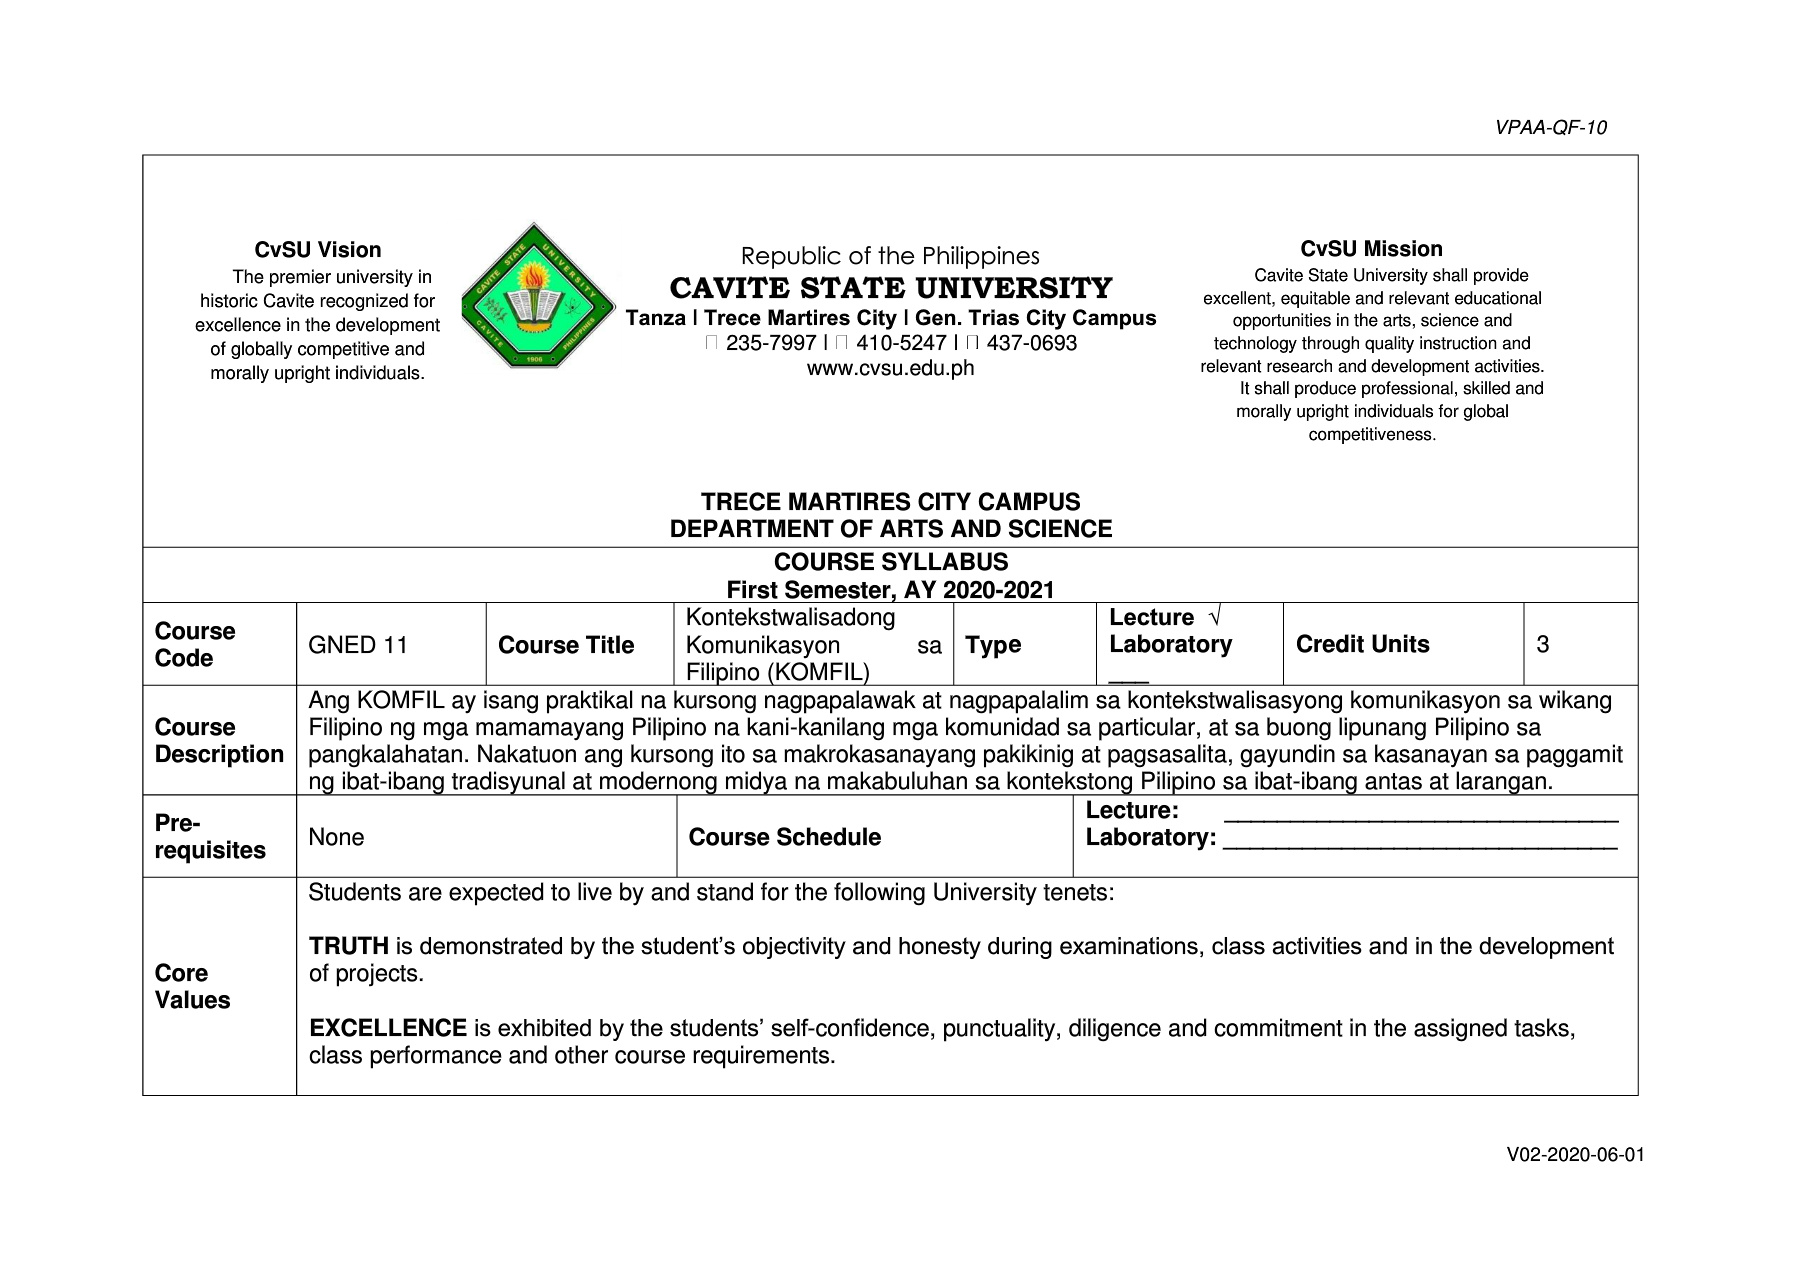 VPAA-QF-10
CvSU Vision
The premier university in
historic Cavite recognized for
excellence in the development
of globally competitive and
morally upright individuals.
CAVITE STATE UNIVERSITY
CAVITE PHILIPPINES
1906
Republic of the Philippines
CAVITE STATE UNIVERSITY
Tanza | Trece Martires City | Gen. Trias City Campus
235-7997 | 410-5247 | 437-0693
www.cvsu.edu.ph
CvSU Mission
Cavite State University shall provide
excellent, equitable and relevant educational
opportunities in the arts, science and
technology through quality instruction and
relevant research and development activities.
It shall produce professional, skilled and
morally upright individuals for global
competitiveness.
TRECE MARTIRES CITY CAMPUS
DEPARTMENT OF ARTS AND SCIENCE
COURSE SYLLABUS
First Semester, AY 2020-2021
Course
Code
GNED 11
Course Title
Kontekstwalisadong
Komunikasyon sa
Filipino (KOMFIL)
Type
Lecture √
Laboratory
___
Credit Units
3
Course
Description
Ang KOMFIL ay isang praktikal na kursong nagpapalawak at nagpapalalim sa kontekstwalisasyong komunikasyon sa wikang
Filipino ng mga mamamayang Pilipino na kani-kanilang mga komunidad sa particular, at sa buong lipunang Pilipino sa
pangkalahatan. Nakatuon ang kursong ito sa makrokasanayang pakikinig at pagsasalita, gayundin sa kasanayan sa paggamit
ng ibat-ibang tradisyunal at modernong midya na makabuluhan sa kontekstong Pilipino sa ibat-ibang antas at larangan.
Pre-
requisites
None
Course Schedule
Lecture: ______________________________
Laboratory: ______________________________
Core
Values
Students are expected to live by and stand for the following University tenets:
TRUTH is demonstrated by the student’s objectivity and honesty during examinations, class activities and in the development
of projects.
EXCELLENCE is exhibited by the students’ self-confidence, punctuality, diligence and commitment in the assigned tasks,
class performance and other course requirements.
V02-2020-06-01